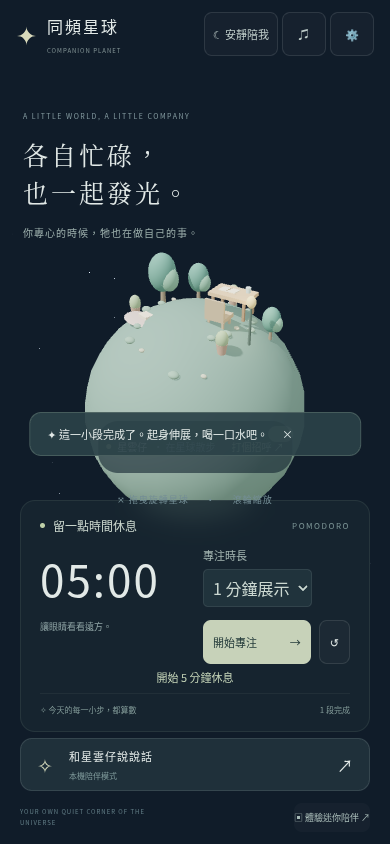 同頻星球
COMPANION PLANET
☾ 安靜陪我
A LITTLE WORLD, A LITTLE COMPANY
各自忙碌，
也一起發光。
你專心的時候，牠也在做自己的事。
✦ 這一小段完成了。起身伸展，喝一口水吧。 ×
留一點時間休息
POMODORO
05:00
讓眼睛看看遠方。
專注時長
1 分鐘展示
開始專注 →
↺
開始 5 分鐘休息
✧ 今天的每一小步，都算數
1 段完成
和星雲仔說說話
本機陪伴模式
↗
YOUR OWN QUIET CORNER OF THE
UNIVERSE
體驗迷你陪伴 ↗